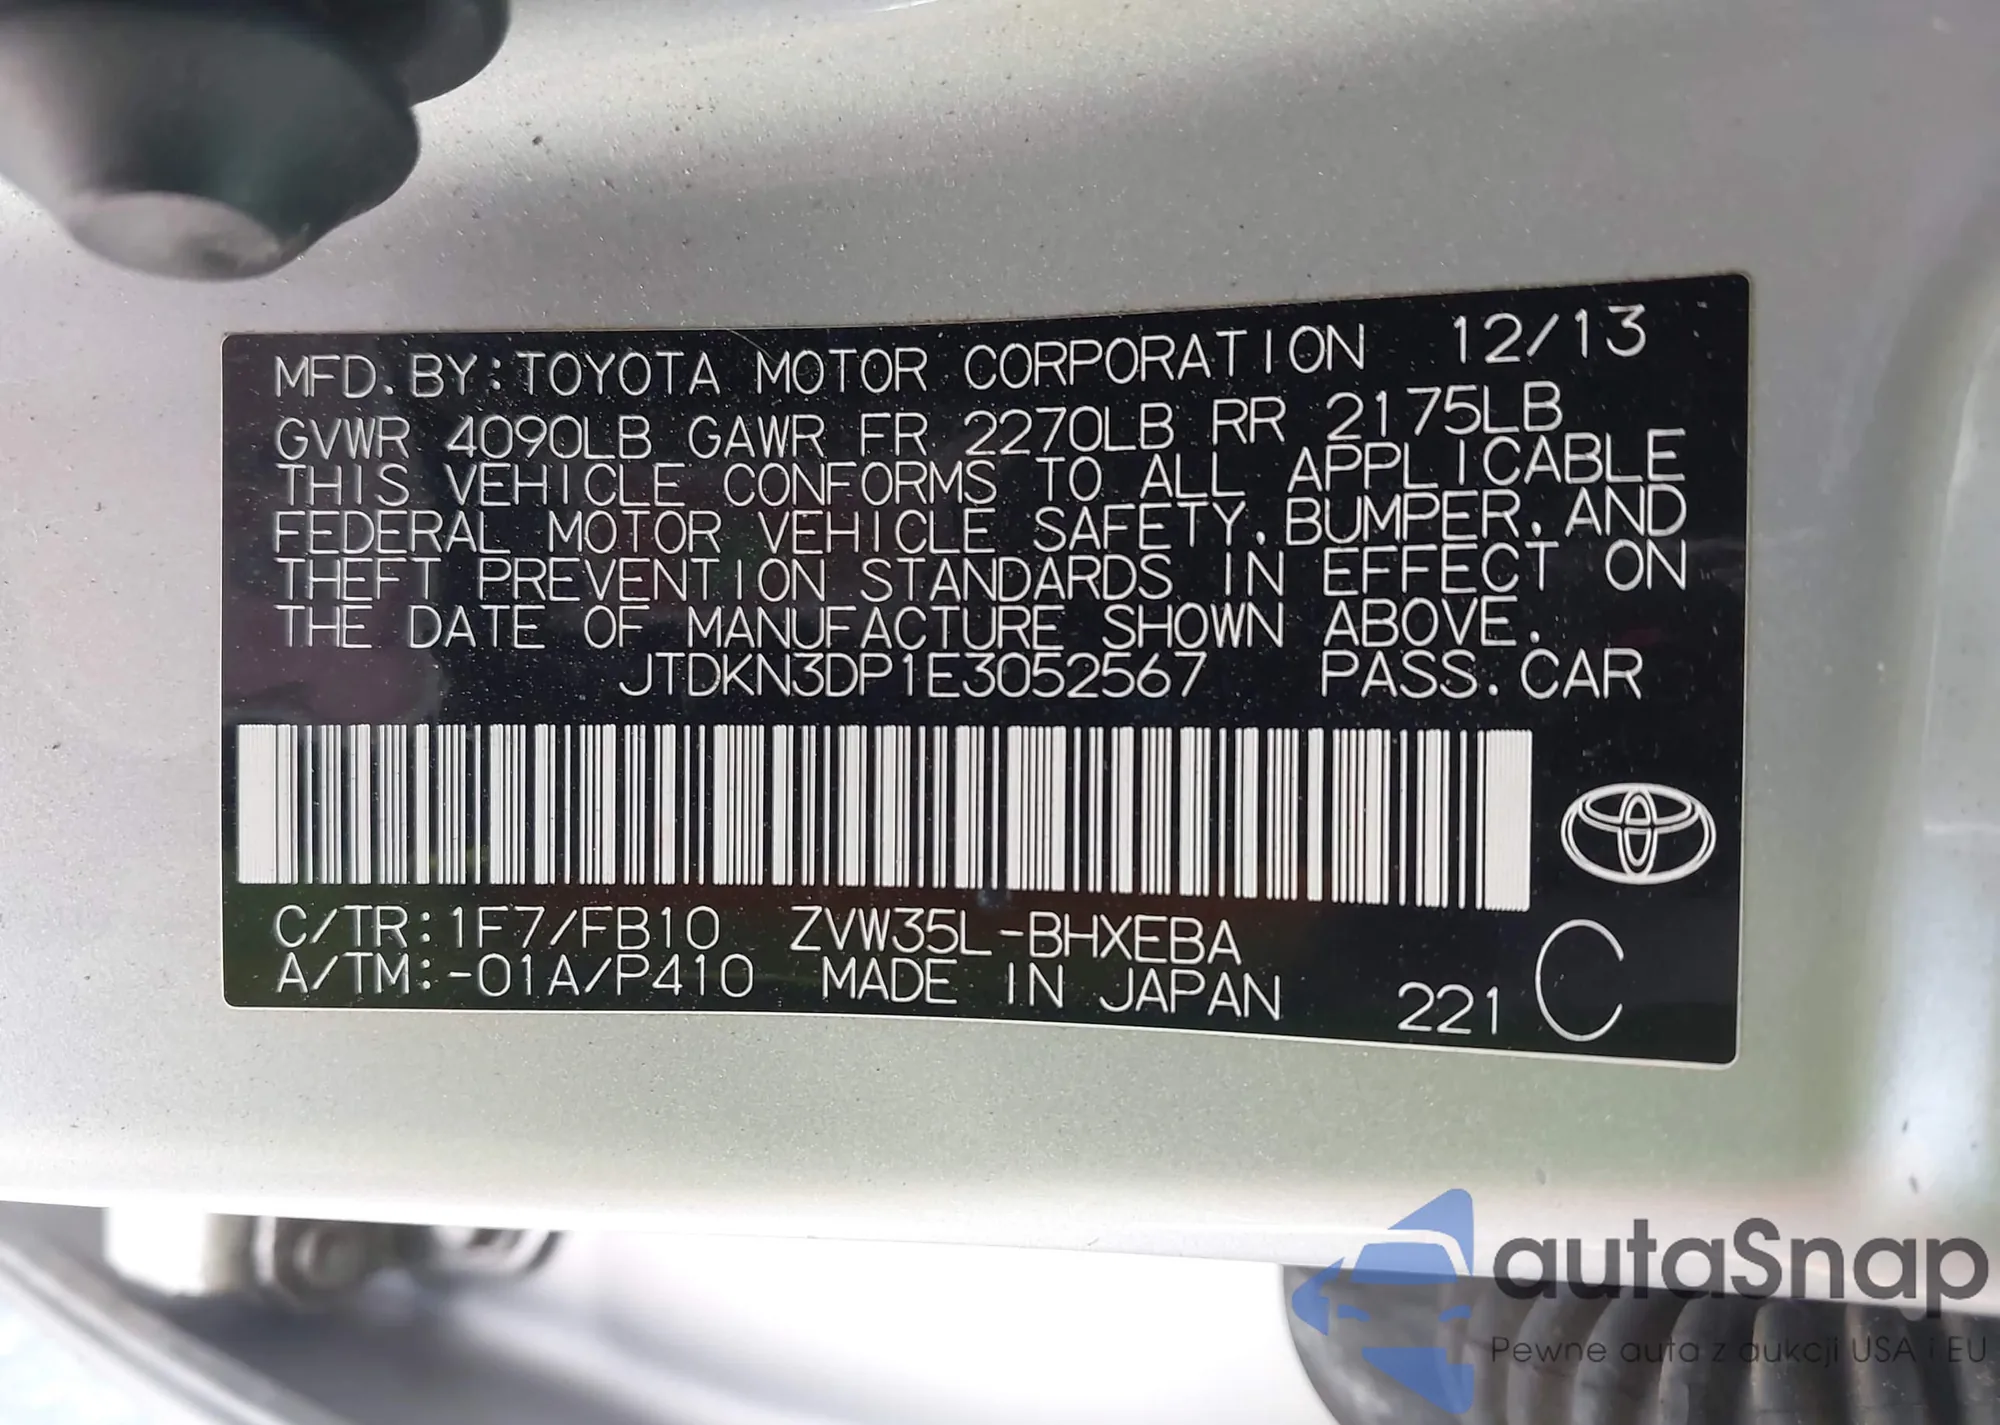 MFD. BY: TOYOTA MOTOR CORPORATION 12/13
GVWR 4090LB GAWR FR 2270LB RR 2175LB
THIS VEHICLE CONFORMS TO ALL APPLICABLE
FEDERAL MOTOR VEHICLE SAFETY, BUMPER, AND
THEFT PREVENTION STANDARDS IN EFFECT ON
THE DATE OF MANUFACTURE SHOWN ABOVE.
JTDKN3DP1E3052567 PASS. CAR
C/TR: 1F7/FB10 ZVW35L-BHXEBA
A/TM: -01A/P410 MADE IN JAPAN 221 C
autaSnap
Pewne auta z aukcji USA i EU